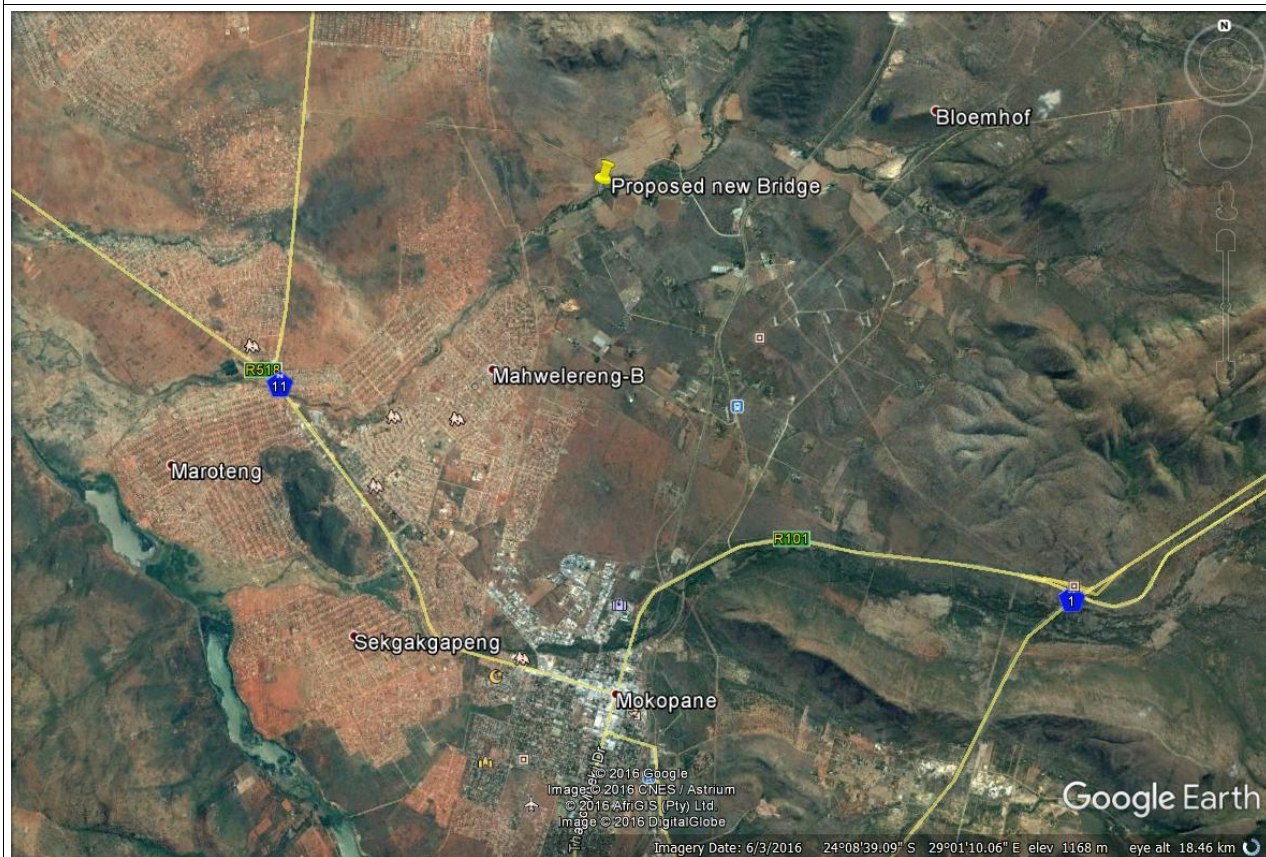 N
Bloemhof
Proposed new Bridge
R518
11
Mahwelereng-B
Maroteng
R101
1
Sekgakgapeng
Mokopane
© 2016 Google
Image © 2016 CNES / Astrium
© 2016 AfriGIS (Pty) Ltd.
Image © 2016 DigitalGlobe
Google Earth
Imagery Date: 6/3/2016 24°08'39.09" S 29°01'10.06" E elev 1168 m eye alt 18.46 km